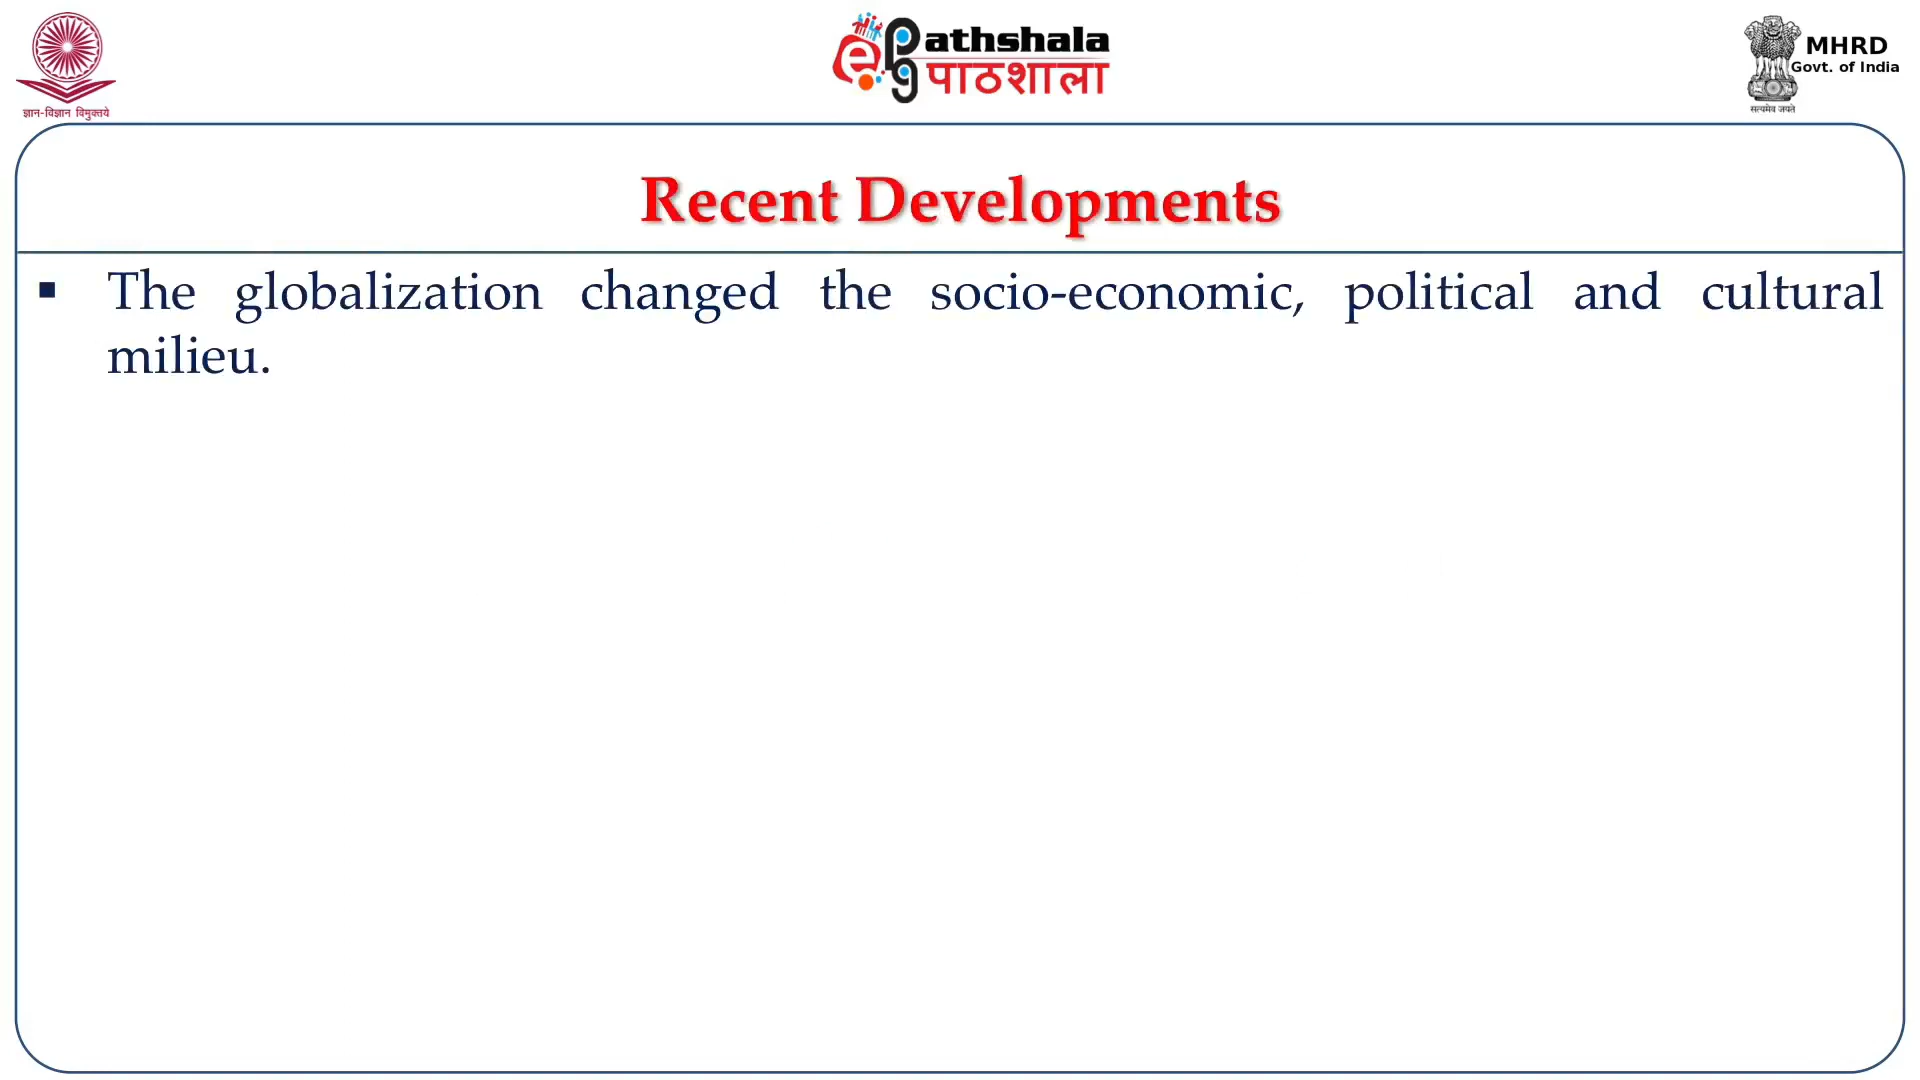 ज्ञान-विज्ञान विमुक्तये
ePathshala
पाठशाला
MHRD
Govt. of India
सत्यमेव जयते
Recent Developments
▪ The globalization changed the socio-economic, political and cultural
milieu.